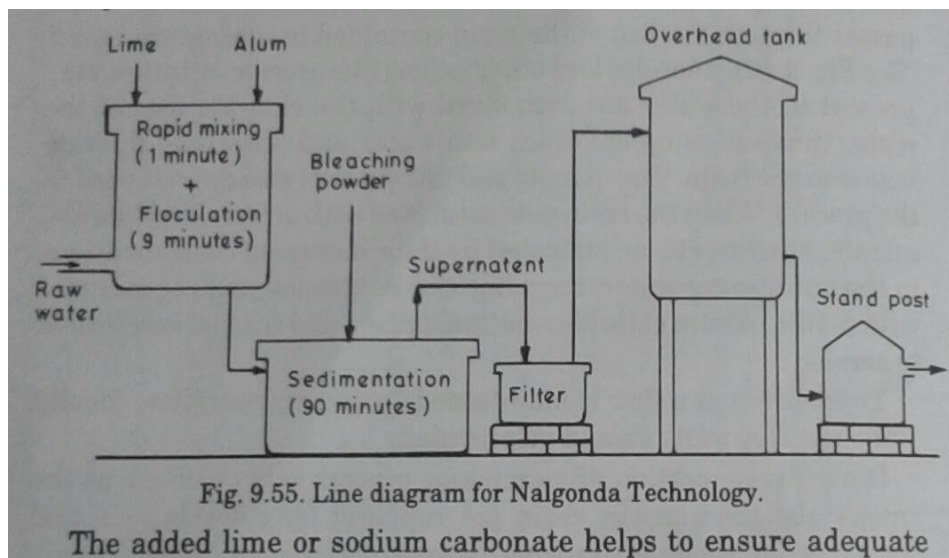 Lime Alum
Rapid mixing
(1 minute)
+
Floculation
(9 minutes)
Raw
water
Bleaching
powder
Supernatent
Sedimentation
(90 minutes)
Filter
Overhead tank
Stand post
Fig. 9.55. Line diagram for Nalgonda Technology.
The added lime or sodium carbonate helps to ensure adequate